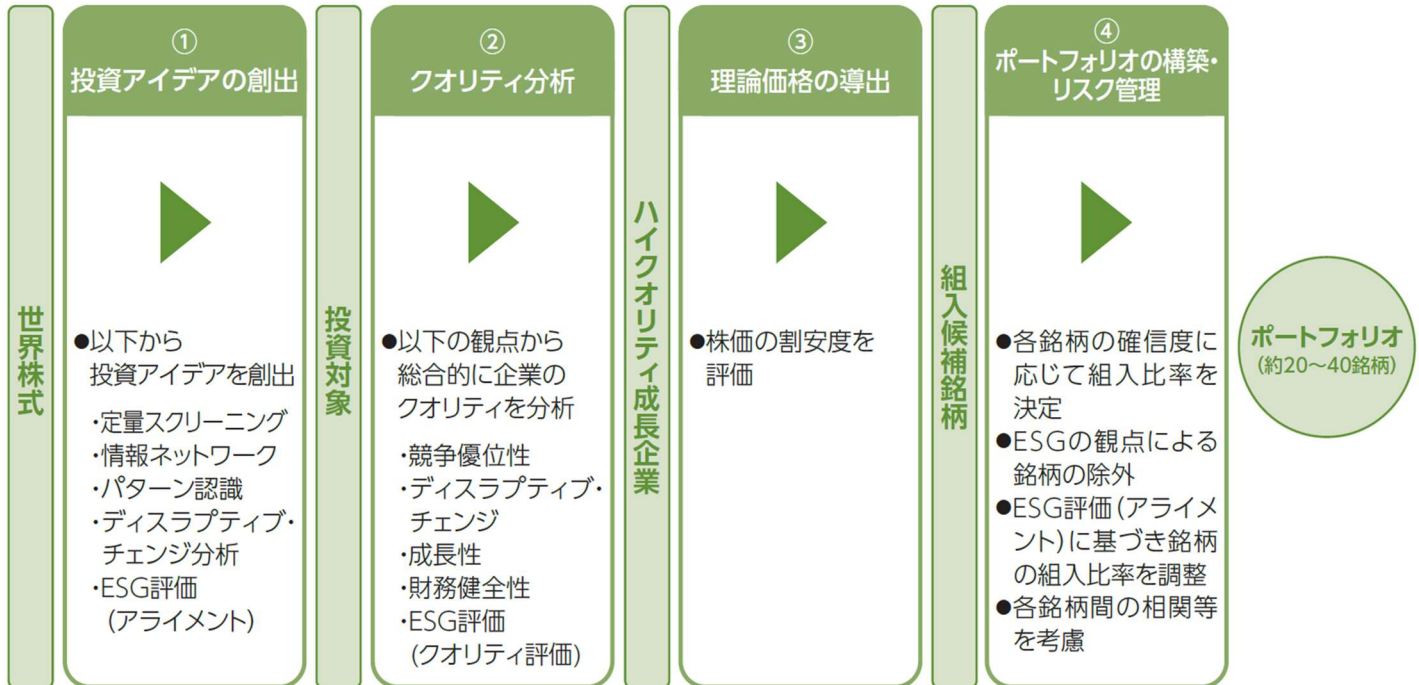 世界株式
①
投資アイデアの創出
●以下から
投資アイデアを創出
・定量スクリーニング
・情報ネットワーク
・パターン認識
・ディスラプティブ・
チェンジ分析
・ESG評価
(アライメント)
投資対象
②
クオリティ分析
●以下の観点から
総合的に企業の
クオリティを分析
・競争優位性
・ディスラプティブ・
チェンジ
・成長性
・財務健全性
・ESG評価
(クオリティ評価)
ハイクオリティ成長企業
③
理論価格の導出
●株価の割安度を
評価
組入候補銘柄
④
ポートフォリオの構築・
リスク管理
●各銘柄の確信度に
応じて組入比率を
決定
●ESGの観点による
銘柄の除外
●ESG評価(アライメ
ント)に基づき銘柄
の組入比率を調整
●各銘柄間の相関等
を考慮
ポートフォリオ
(約20～40銘柄)